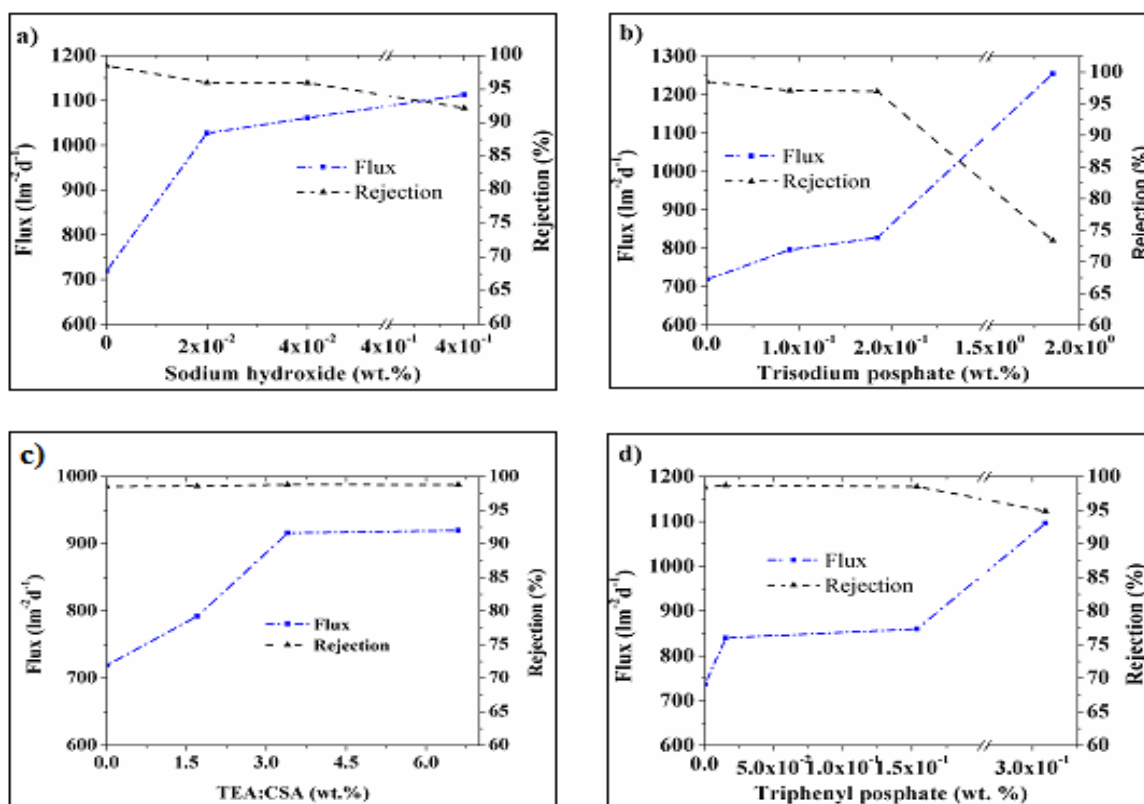 a)
1200
1100
1000
900
800
700
600
Flux (lm⁻²d⁻¹)
100
95
90
85
80
75
70
65
60
Rejection (%)
Flux
Rejection
0 2x10⁻² 4x10⁻² 4x10⁻¹ 4x10⁻¹
Sodium hydroxide (wt.%)
b)
1300
1200
1100
1000
900
800
700
600
Flux (lm⁻²d⁻¹)
100
95
90
85
80
75
70
65
60
Rejection (%)
Flux
Rejection
0.0 1.0x10⁻¹ 2.0x10⁻¹ 1.5x10⁰ 2.0x10⁰
Trisodium posphate (wt.%)
c)
1000
900
800
700
600
Flux (lm⁻²d⁻¹)
100
95
90
85
80
75
70
65
60
Rejection (%)
Flux
Rejection
0.0 1.5 3.0 4.5 6.0
TEA:CSA (wt.%)
d)
1200
1100
1000
900
800
700
600
Flux (lm⁻²d⁻¹)
100
95
90
85
80
75
70
65
60
Rejection (%)
Flux
Rejection
0.0 1.5x10⁻¹ 3.0x10⁻¹
Triphenyl posphate (wt. %)